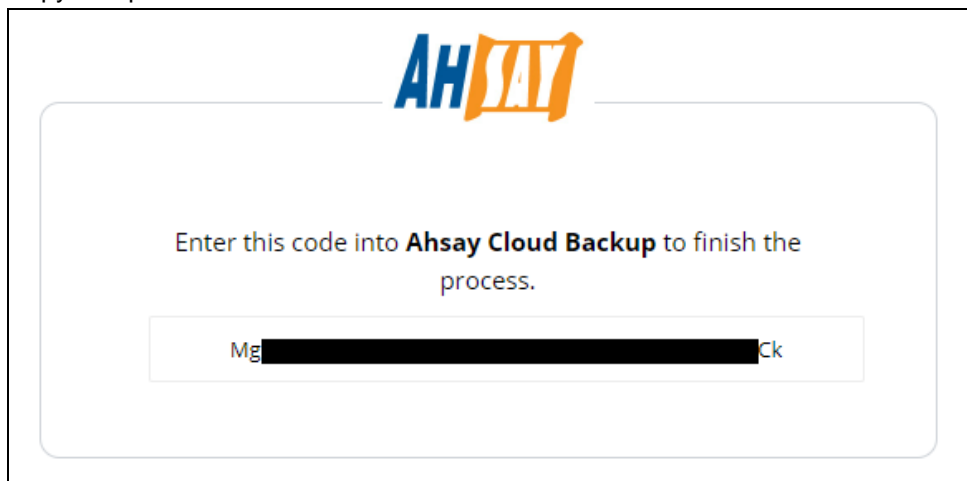 AHSAY
Enter this code into Ahsay Cloud Backup to finish the
process.
Mg Ck